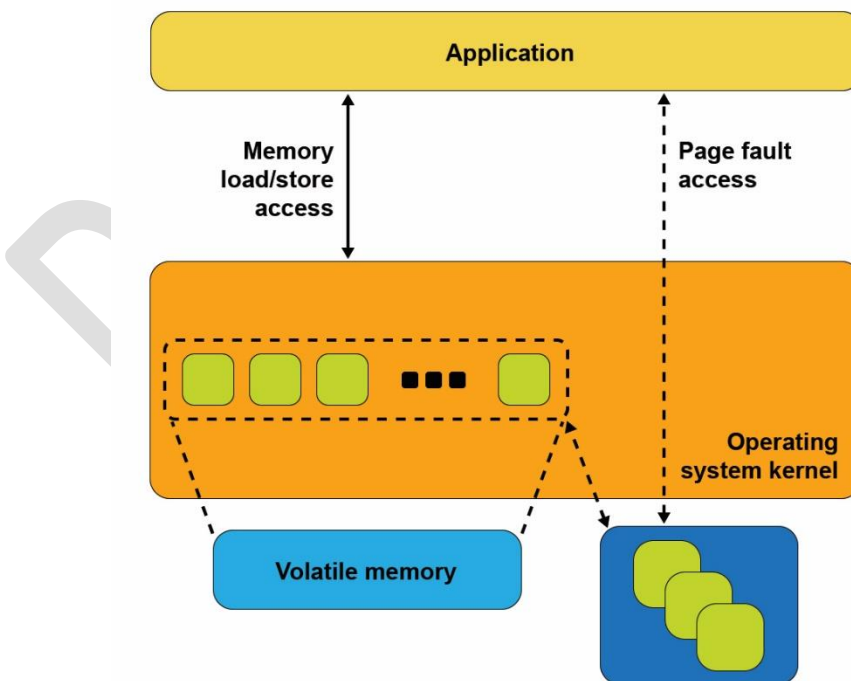 Application
Memory
load/store
access
Page fault
access
Operating
system kernel
Volatile memory